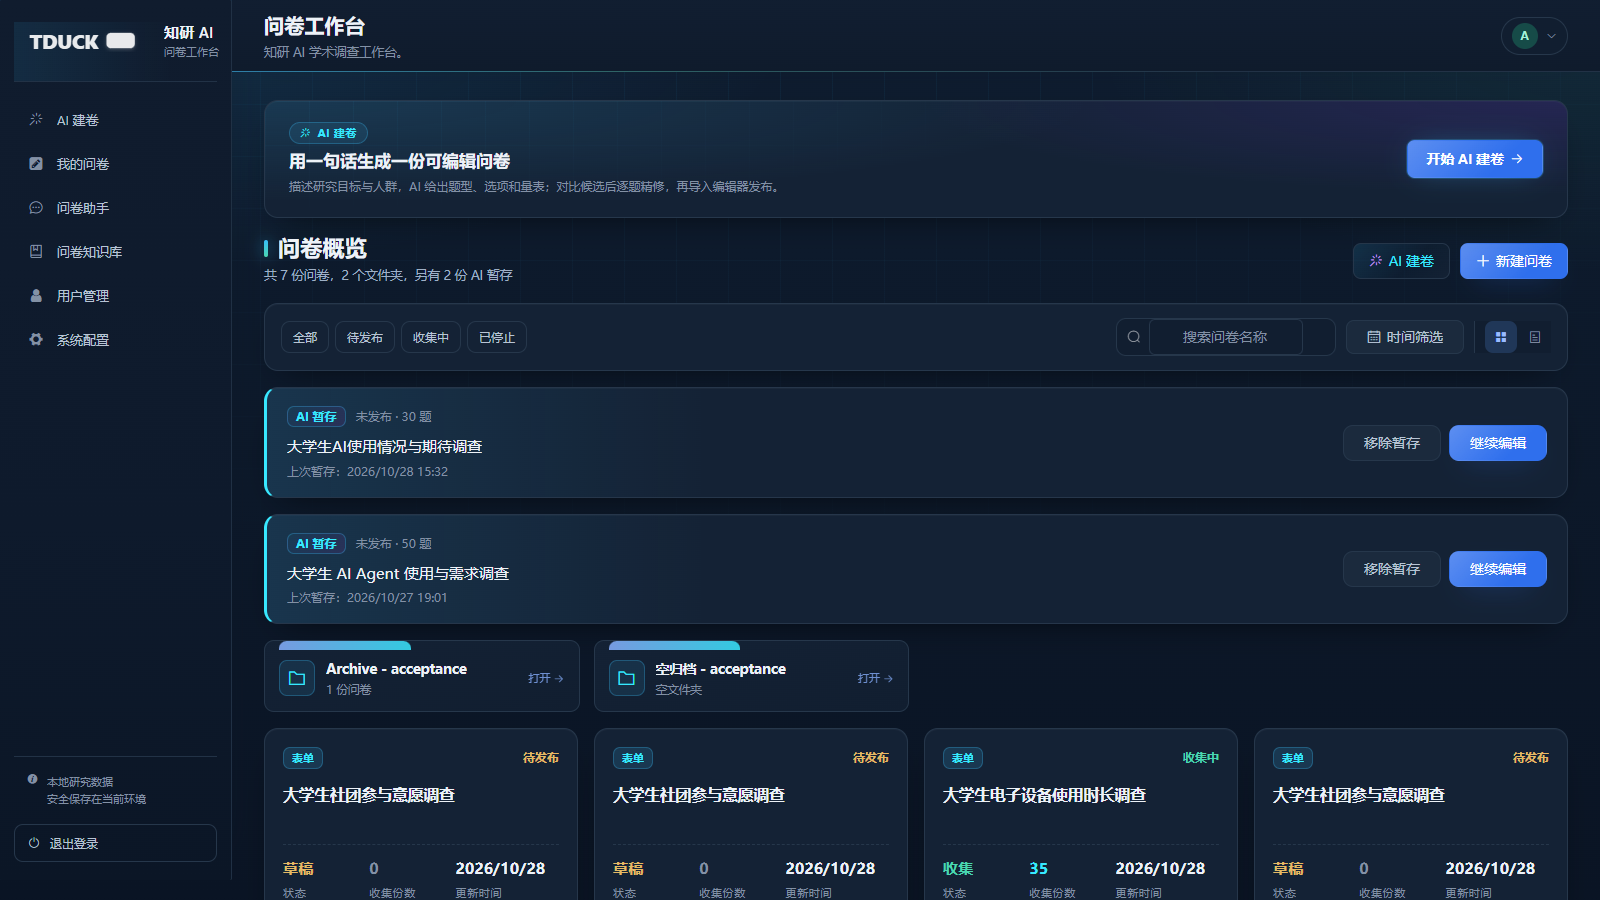 TDUCK
知研 AI
问卷工作台
AI 建卷
我的问卷
问卷助手
问卷知识库
用户管理
系统配置
本地研究数据
安全保存在当前环境
退出登录
问卷工作台
知研 AI 学术调查工作台。
A
AI 建卷
用一句话生成一份可编辑问卷
描述研究目标与人群，AI 给出题型、选项和量表；对比候选后逐题精修，再导入编辑器发布。
开始 AI 建卷 →
问卷概览
共 7 份问卷，2 个文件夹，另有 2 份 AI 暂存
AI 建卷
新建问卷
全部 待发布 收集中 已停止
搜索问卷名称
时间筛选
AI 暂存 未发布 · 30 题
大学生AI使用情况与期待调查
上次暂存：2026/10/28 15:32
移除暂存 继续编辑
AI 暂存 未发布 · 50 题
大学生 AI Agent 使用与需求调查
上次暂存：2026/10/27 19:01
移除暂存 继续编辑
Archive - acceptance
1 份问卷
打开 →
空归档 - acceptance
空文件夹
打开 →
表单 待发布
大学生社团参与意愿调查
草稿 0 2026/10/28
状态 收集份数 更新时间
表单 待发布
大学生社团参与意愿调查
草稿 0 2026/10/28
状态 收集份数 更新时间
表单 收集中
大学生电子设备使用时长调查
收集 35 2026/10/28
状态 收集份数 更新时间
表单 待发布
大学生社团参与意愿调查
草稿 0 2026/10/28
状态 收集份数 更新时间